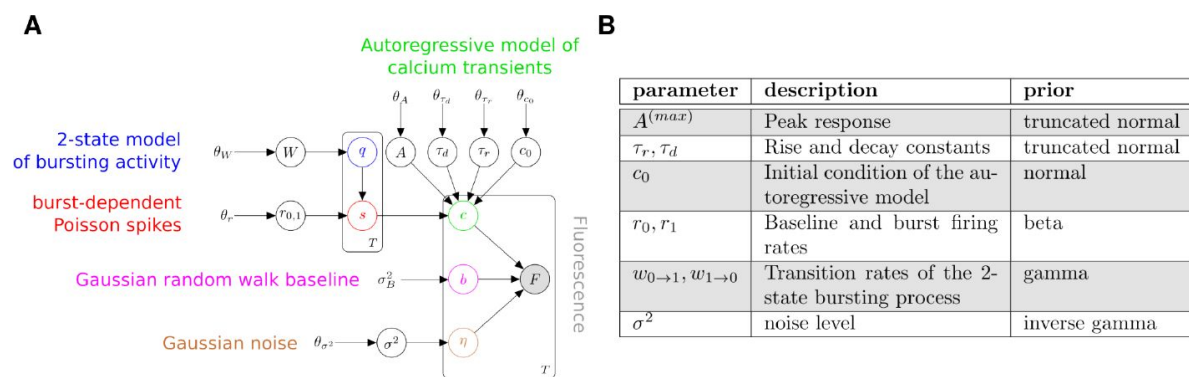 A
Autoregressive model of
calcium transients
θ_A θ_{τ_d} θ_{τ_r} θ_{c_0}
2-state model
of bursting activity
θ_W W q A τ_d τ_r c_0
burst-dependent
Poisson spikes
θ_r r_{0,1} s c
T
Gaussian random walk baseline
σ_B^2 b F
Gaussian noise
θ_{σ^2} σ^2 η
T
Fluorescence
B
parameter description prior
A^{(max)} Peak response truncated normal
τ_r, τ_d Rise and decay constants truncated normal
c_0 Initial condition of the au-
toregressive model normal
r_0, r_1 Baseline and burst firing
rates beta
w_{0→1}, w_{1→0} Transition rates of the 2-
state bursting process gamma
σ^2 noise level inverse gamma